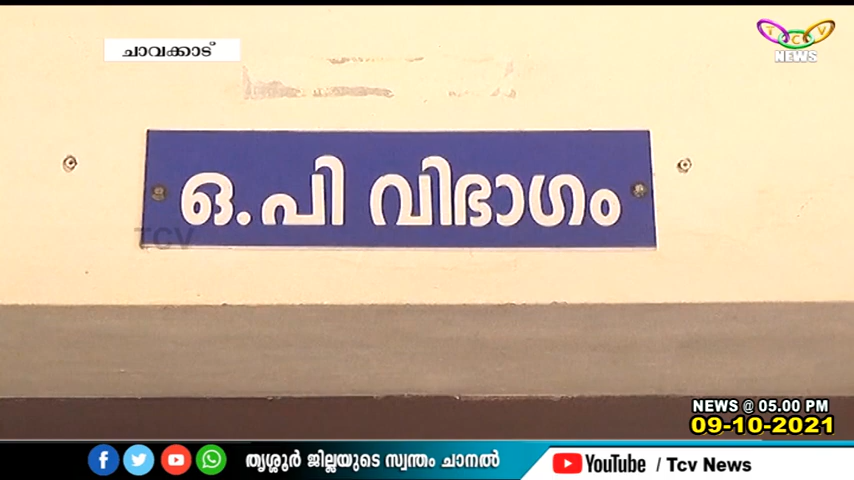 ചാവക്കാട്
TCV
NEWS
ഒ.പി വിഭാഗം
TCV
NEWS @ 05.00 PM
09-10-2021
തൃശ്ശൂർ ജില്ലയുടെ സ്വന്തം ചാനൽ
YouTube / Tcv News